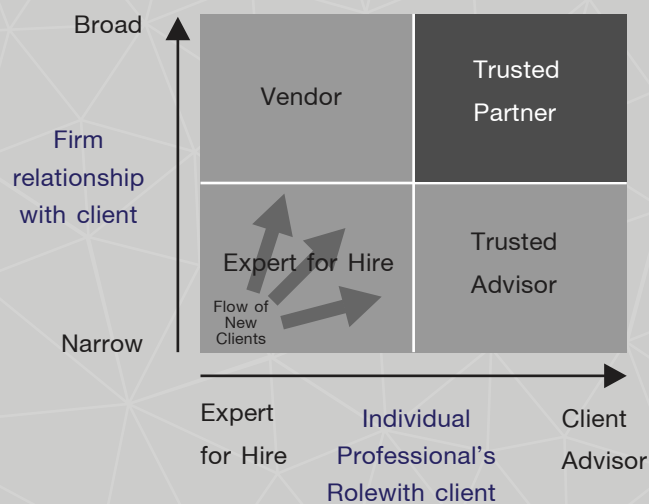 Broad
Firm
relationship
with client
Narrow
Vendor
Trusted
Partner
Expert for Hire
Flow of
New
Clients
Trusted
Advisor
Expert
for Hire
Individual
Professional's
Rolewith client
Client
Advisor